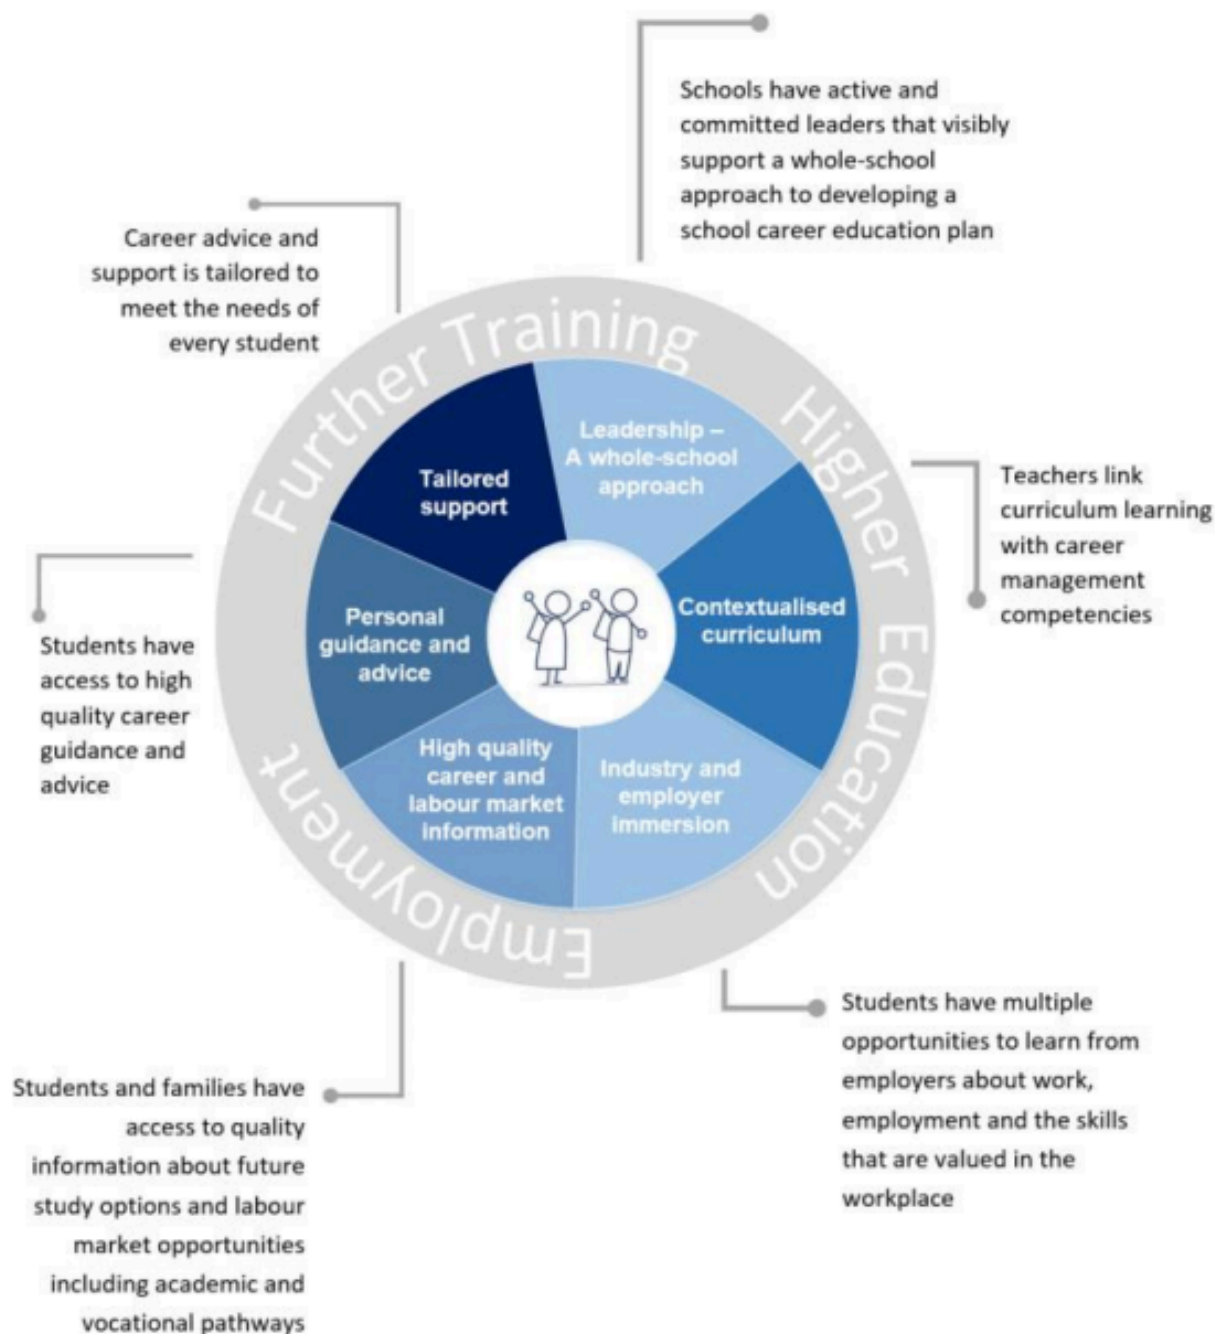 Schools have active and
committed leaders that visibly
support a whole-school
approach to developing a
school career education plan
Career advice and
support is tailored to
meet the needs of
every student
Further Training
Higher Education
Employment
Leadership –
A whole-school
approach
Tailored
support
Contextualised
curriculum
Personal
guidance and
advice
High quality
career and
labour market
information
Industry and
employer
immersion
Teachers link
curriculum learning
with career
management
competencies
Students have
access to high
quality career
guidance and
advice
Students have multiple
opportunities to learn from
employers about work,
employment and the skills
that are valued in the
workplace
Students and families have
access to quality
information about future
study options and labour
market opportunities
including academic and
vocational pathways